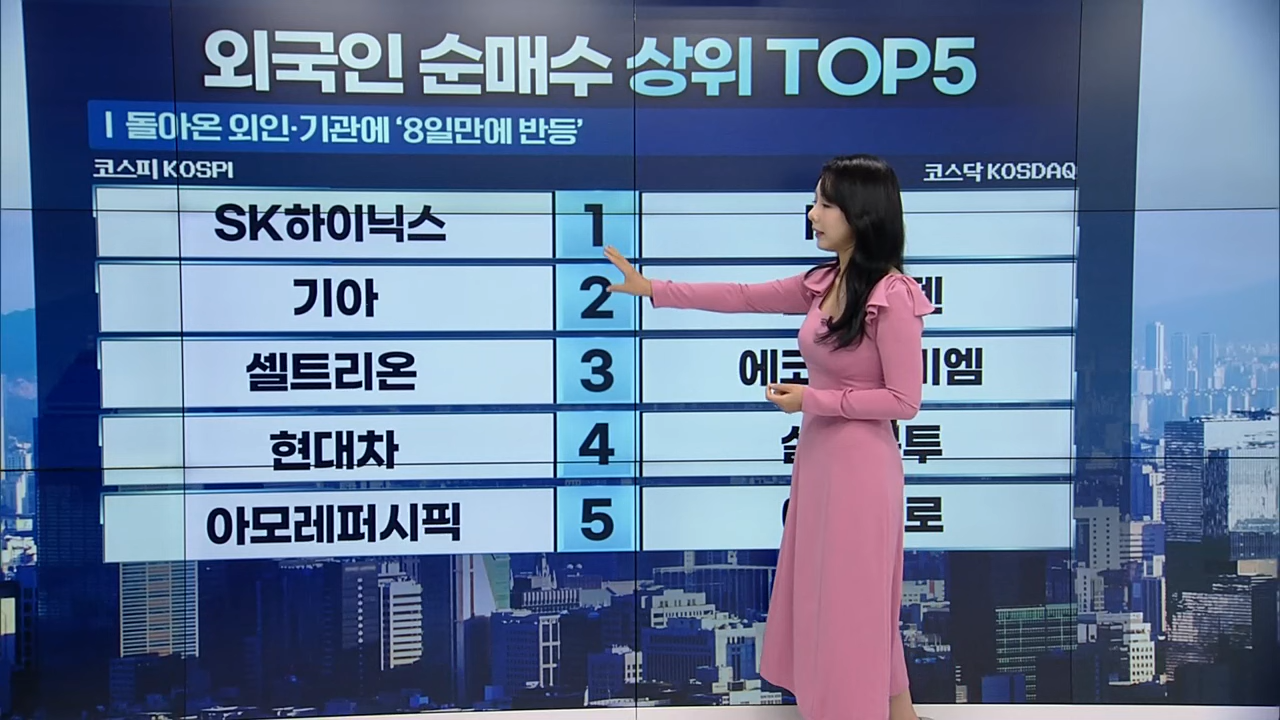 외국인 순매수 상위 TOP5
돌아온 외인·기관에 ‘8일만에 반등’
코스피 KOSPI
코스닥 KOSDAQ
SK하이닉스 1
기아 2
셀트리온 3
현대차 4
아모레퍼시픽 5